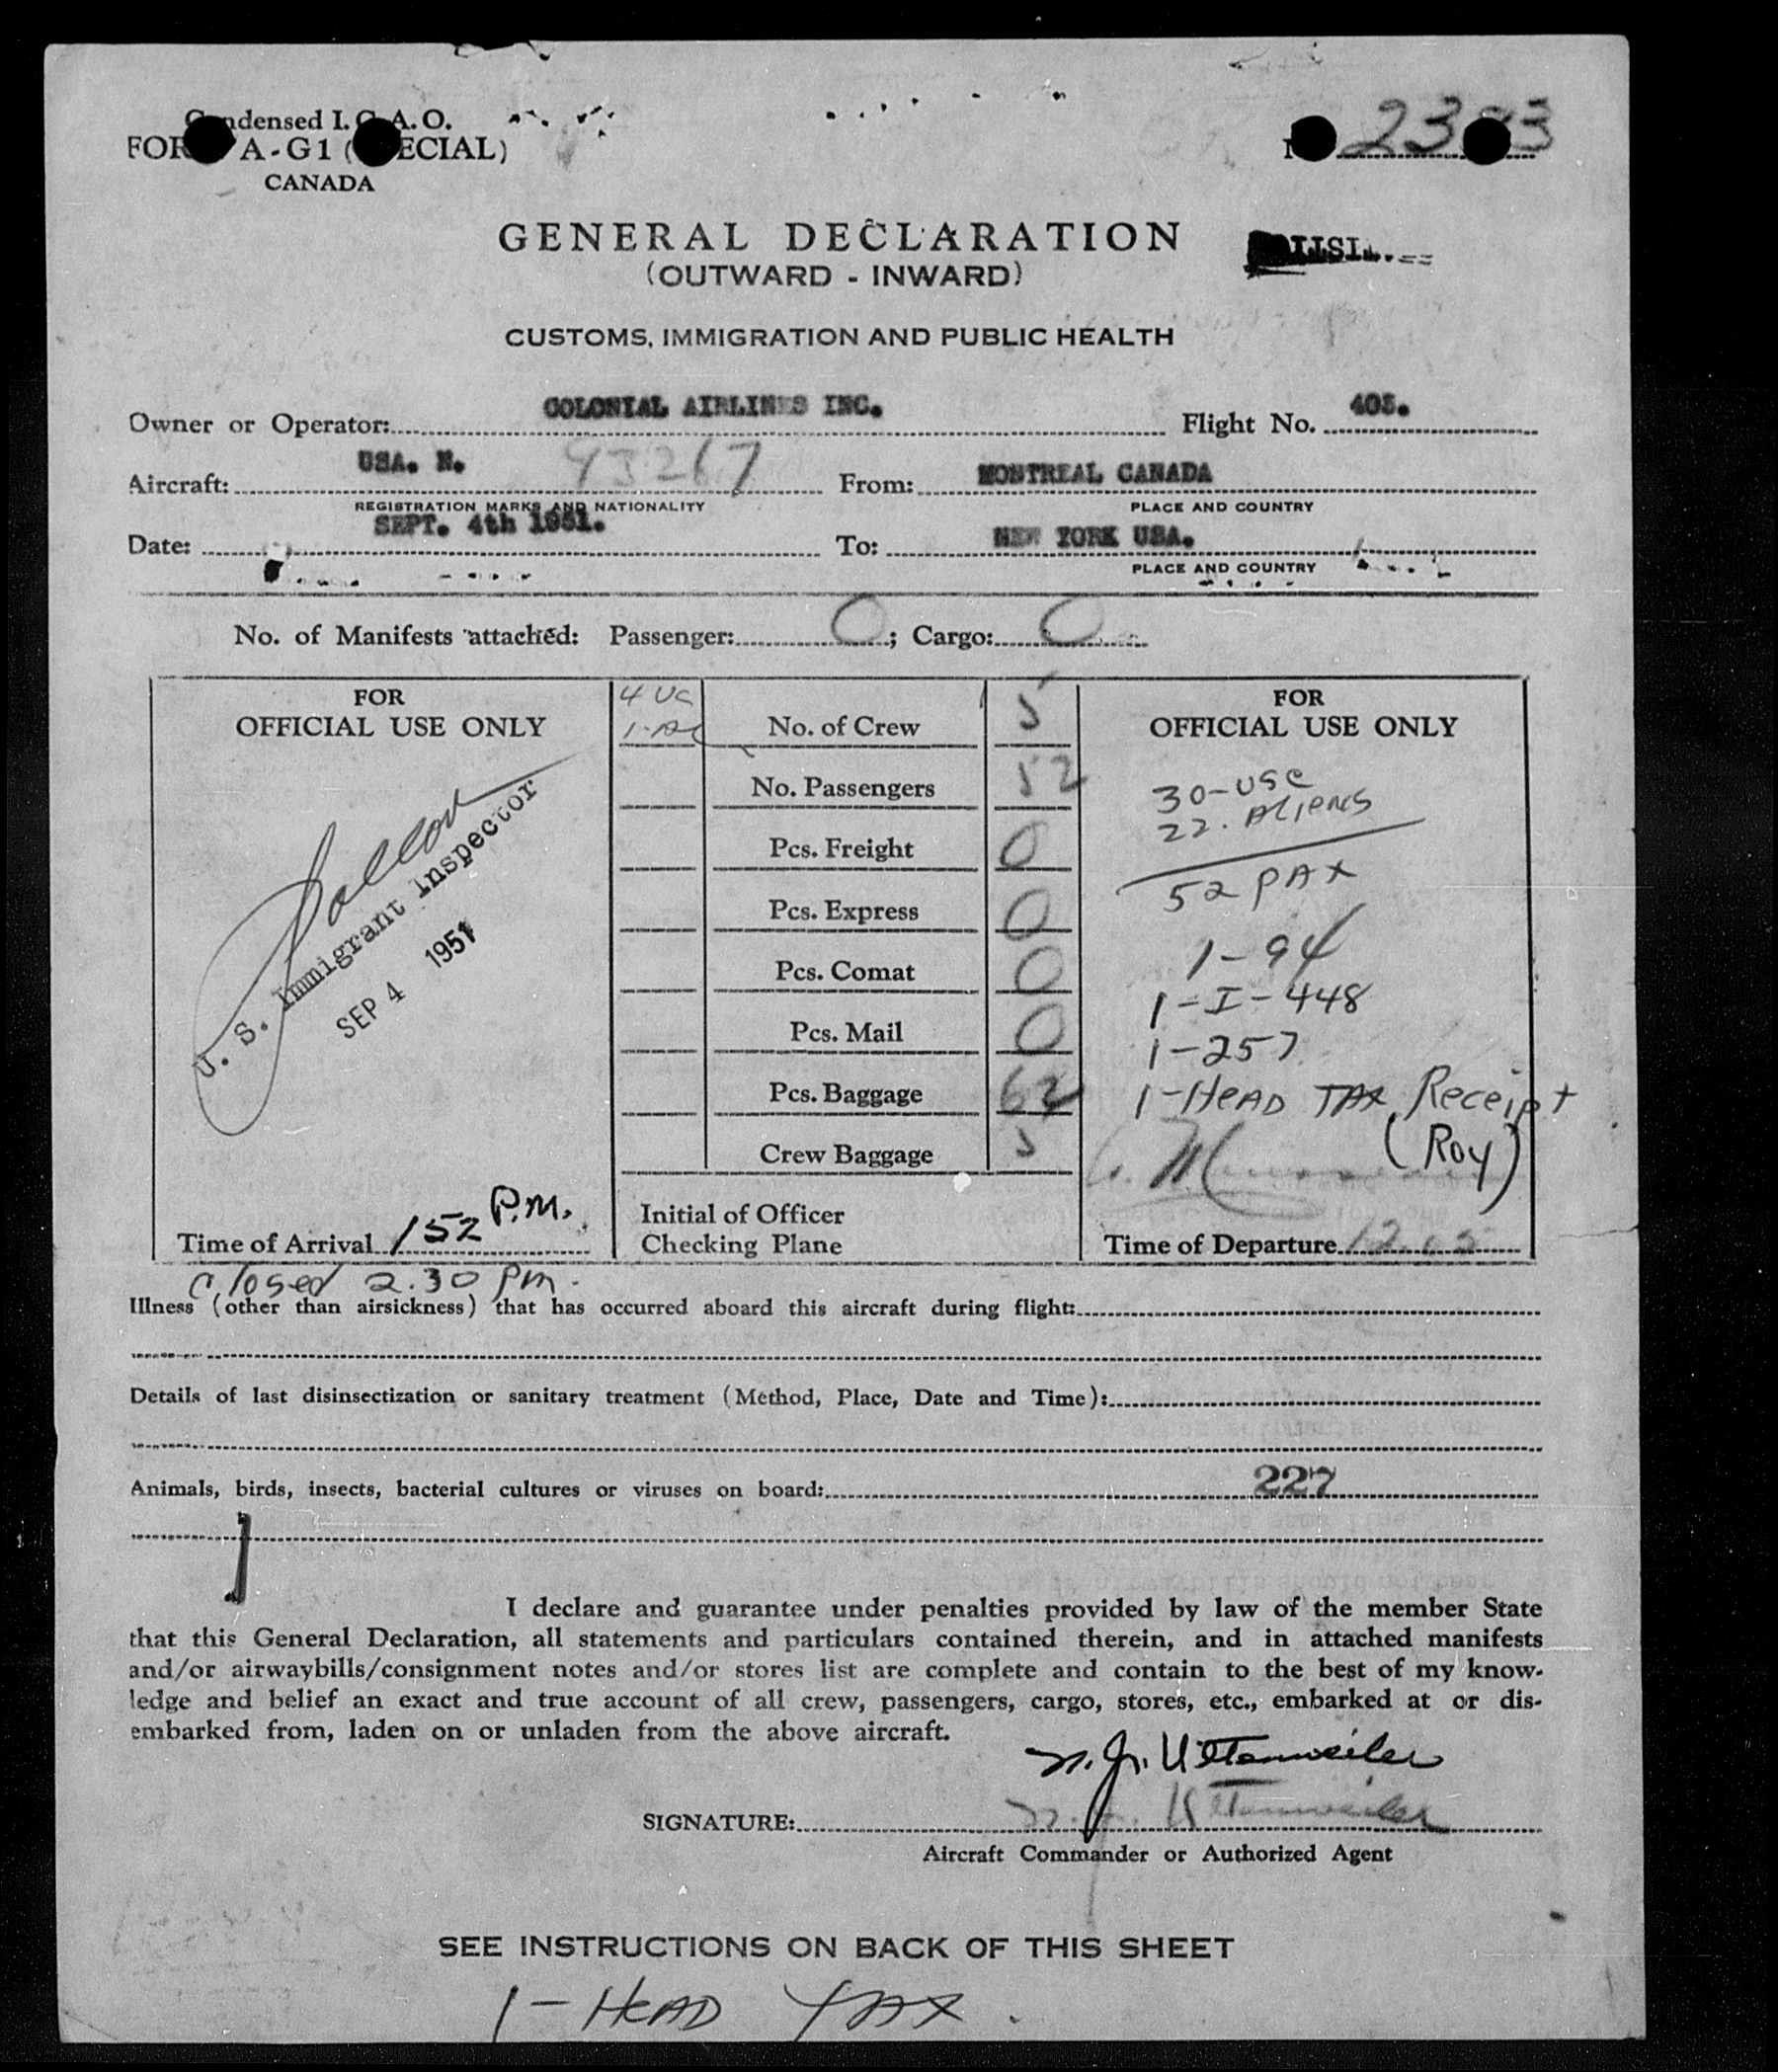 Condensed I.C.A.O.
FORM A-G1 (SPECIAL)
CANADA
GENERAL DECLARATION
(OUTWARD - INWARD)
CUSTOMS, IMMIGRATION AND PUBLIC HEALTH
Owner or Operator: COLONIAL AIRLINES INC. Flight No. 403.
Aircraft: USA. N. 93267 From: MONTREAL CANADA
REGISTRATION MARKS AND NATIONALITY PLACE AND COUNTRY
Date: SEPT. 4th 1951. To: NEW YORK USA.
PLACE AND COUNTRY
No. of Manifests attached: Passenger: 0; Cargo: 0
FOR
OFFICIAL USE ONLY
U. S. Immigrant Inspector
SEP 4 1951
Time of Arrival 152 P.M.
closed 2.30 pm.
4 UC
No. of Crew 5
No. Passengers 52
Pcs. Freight 0
Pcs. Express 0
Pcs. Comat 0
Pcs. Mail 0
Pcs. Baggage 62
Crew Baggage 5
Initial of Officer
Checking Plane
FOR
OFFICIAL USE ONLY
30-USC
22. Aliens
52 PAX
1-94
1-I-448
1-257
1-HEAD TAX Receipt
(Roy)
Time of Departure 12.05
Illness (other than airsickness) that has occurred aboard this aircraft during flight:
Details of last disinsectization or sanitary treatment (Method, Place, Date and Time):
Animals, birds, insects, bacterial cultures or viruses on board: 227
I declare and guarantee under penalties provided by law of the member State
that this General Declaration, all statements and particulars contained therein, and in attached manifests
and/or airwaybills/consignment notes and/or stores list are complete and contain to the best of my know-
ledge and belief an exact and true account of all crew, passengers, cargo, stores, etc., embarked at or dis-
embarked from, laden on or unladen from the above aircraft.
SIGNATURE:
Aircraft Commander or Authorized Agent
SEE INSTRUCTIONS ON BACK OF THIS SHEET
1-HEAD TAX.